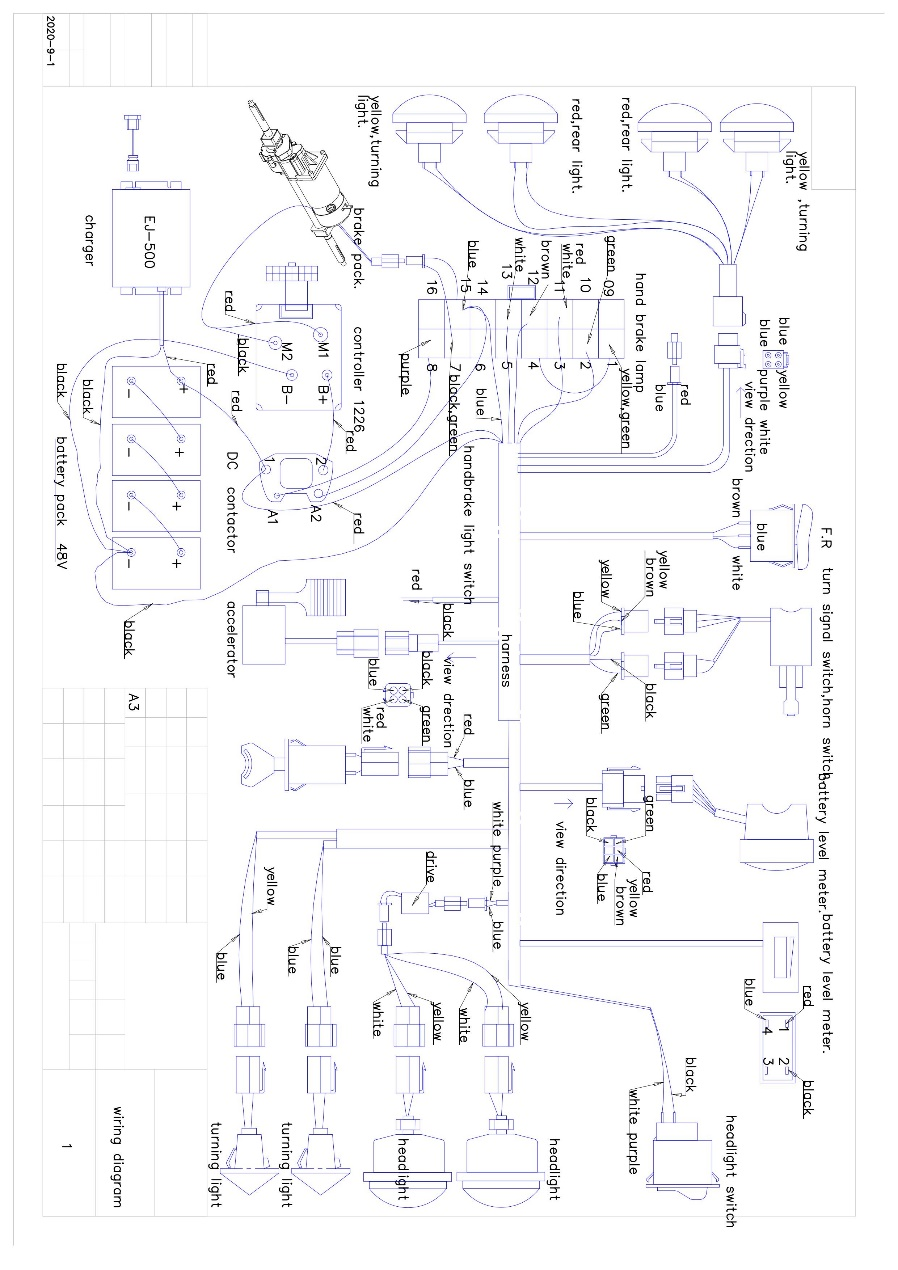 2020-9-1
yellow,turning
light.
red,rear light.
red,rear light.
yellow ,turning
light.
EJ-500
charger
brake pack.
16
15
14
13
12
11
10
09
8
7
6
5
4
3
2
1
blue
white
brown
red
white
green
hand brake lamp
purple
black,green
blue
yellow,green
blue
red
blue
blue
yellow
purple white
view direction
M1
M2
B+
B-
controller 1226
red
black
red
red
red
black
black
battery pack 48V
DC contactor
1
2
A1
A2
red
black
handbrake light switch
harness
brown
blue
white
F.R
turn signal switch,horn switch
yellow
blue
yellow
brown
black
green
accelerator
red
black
view direction
blue
black
red
white
green
red
blue
battery level meter.
black
green
red
yellow
brown
blue
view direction
battery level meter.
red
blue
1
4
2
3
black
white purple
blue
drive
yellow
blue
blue
blue
white
yellow
white
yellow
black
white purple
headlight switch
headlight
headlight
turning light
turning light
A3
wiring diagram
1